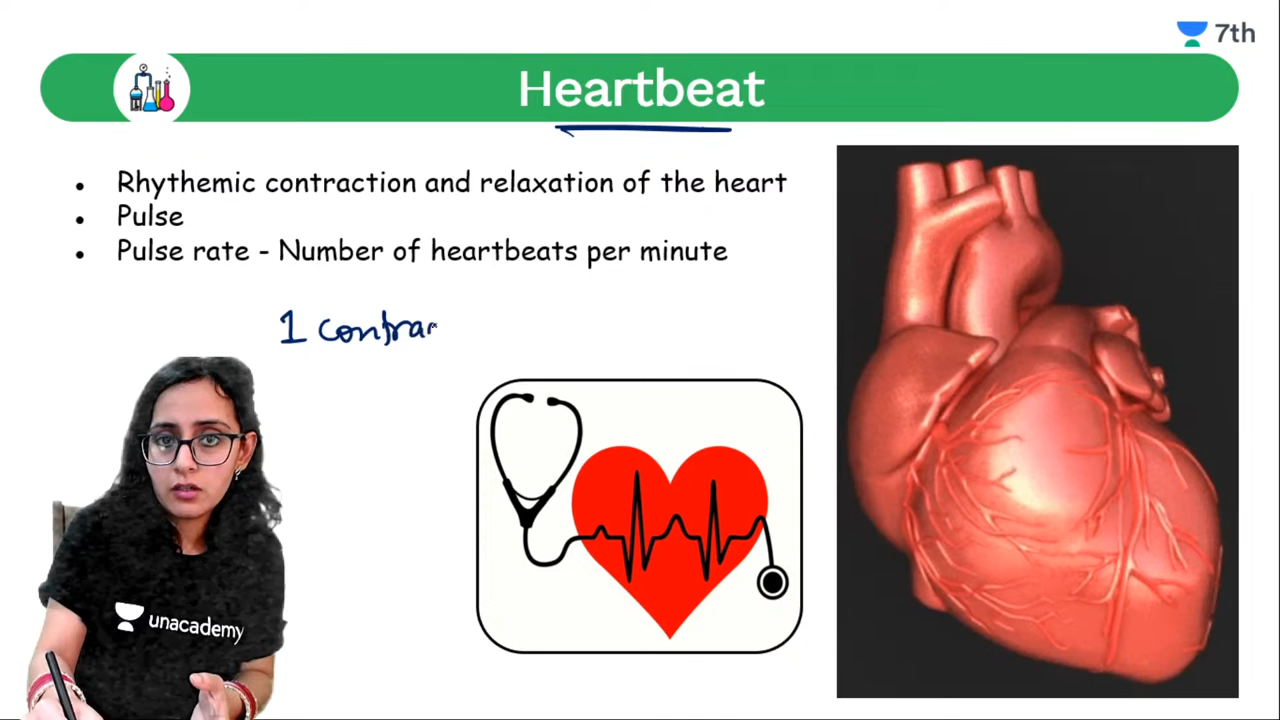 7th
Heartbeat
Rhythemic contraction and relaxation of the heart
Pulse
Pulse rate - Number of heartbeats per minute
1 contrar
unacademy